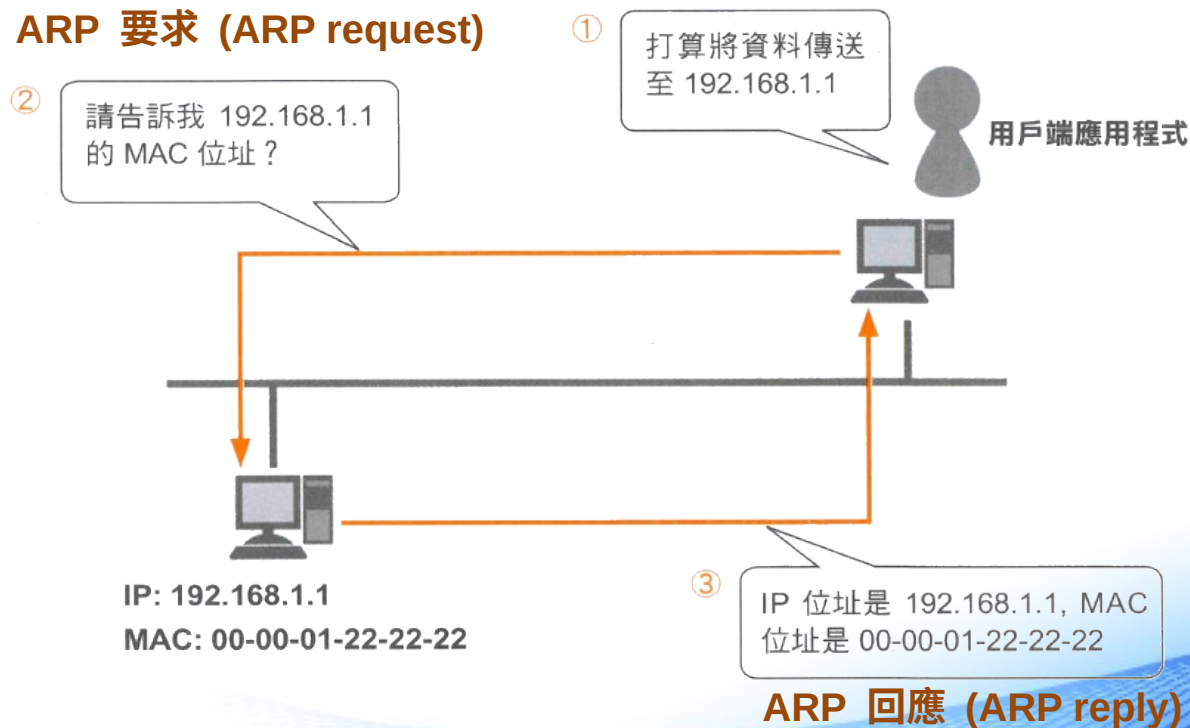 ARP 要求 (ARP request)
①
打算將資料傳送
至 192.168.1.1
②
請告訴我 192.168.1.1
的 MAC 位址？
用戶端應用程式
IP: 192.168.1.1
MAC: 00-00-01-22-22-22
③
IP 位址是 192.168.1.1, MAC
位址是 00-00-01-22-22-22
ARP 回應 (ARP reply)